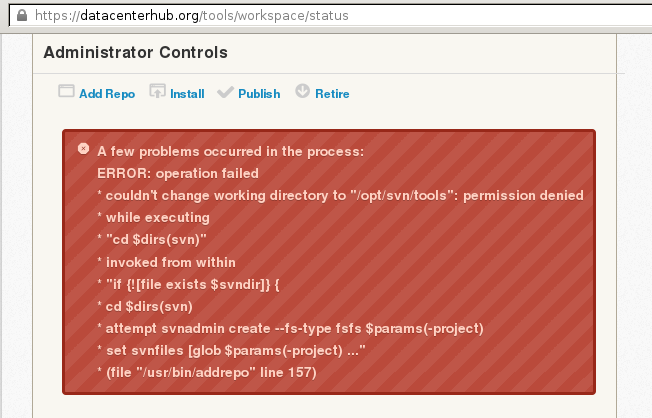 https://datacenterhub.org/tools/workspace/status
Administrator Controls
Add Repo Install Publish Retire
A few problems occurred in the process:
ERROR: operation failed
* couldn't change working directory to "/opt/svn/tools": permission denied
* while executing
* "cd $dirs(svn)"
* invoked from within
* "if {![file exists $svndir]} {
* cd $dirs(svn)
* attempt svnadmin create --fs-type fsfs $params(-project)
* set svnfiles [glob $params(-project) ..."
* (file "/usr/bin/addrepo" line 157)